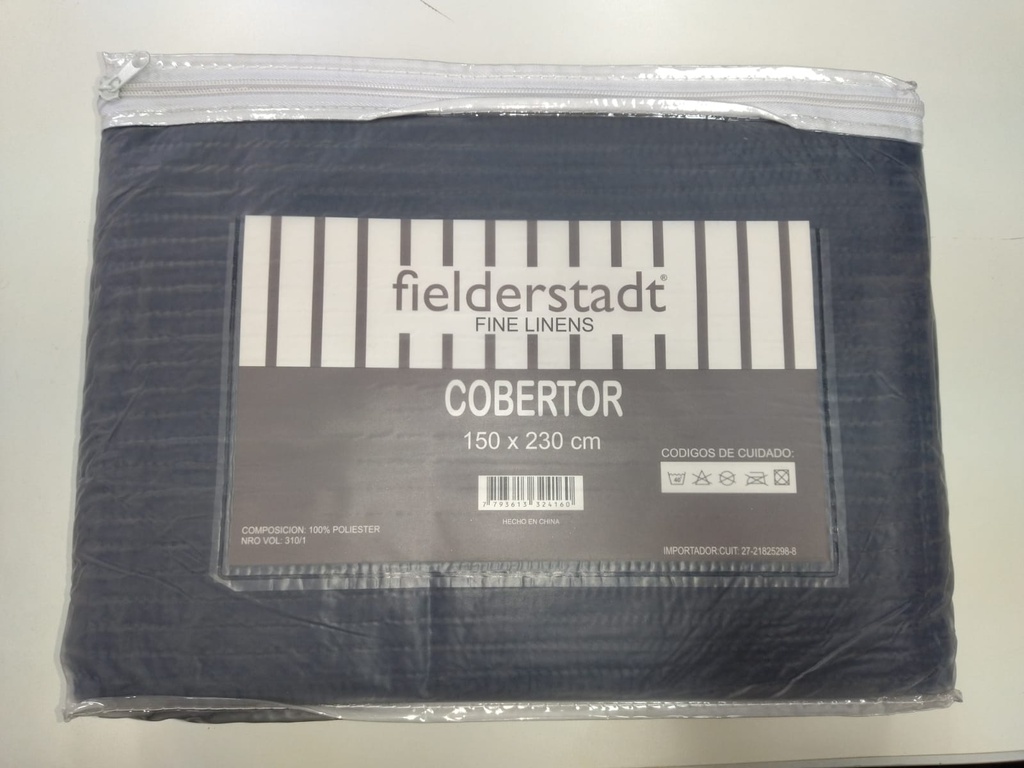 fielderstadt®
FINE LINENS
COBERTOR
150 x 230 cm
CODIGOS DE CUIDADO:
7 793613 324160
HECHO EN CHINA
COMPOSICION: 100% POLIESTER
NRO VOL: 310/1
IMPORTADOR:CUIT: 27-21825298-8